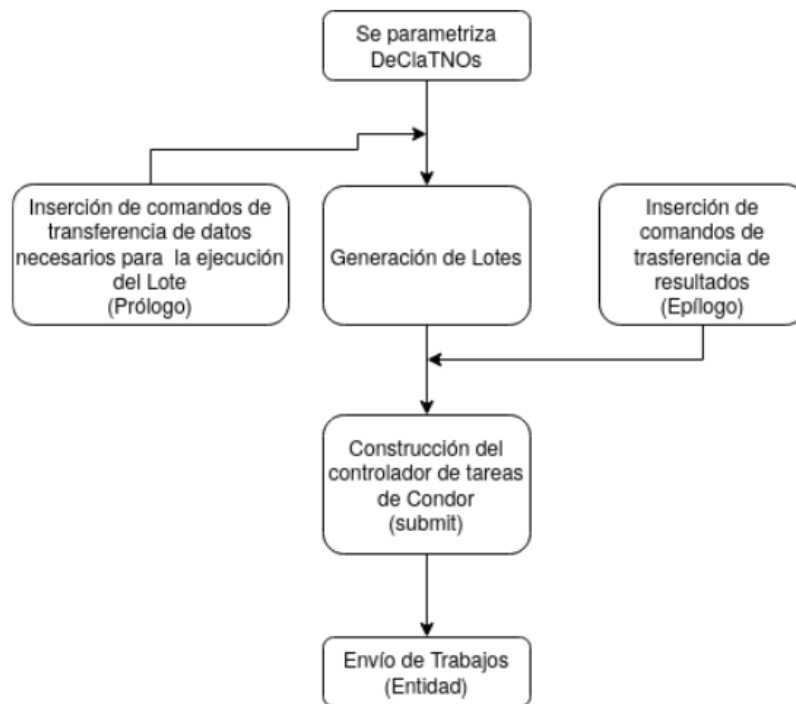 Se parametriza
DeClaTNOs
Inserción de comandos de
transferencia de datos
necesarios para la ejecución
del Lote
(Prólogo)
Generación de Lotes
Inserción de
comandos de
trasferencia de
resultados
(Epílogo)
Construcción del
controlador de tareas
de Condor
(submit)
Envío de Trabajos
(Entidad)